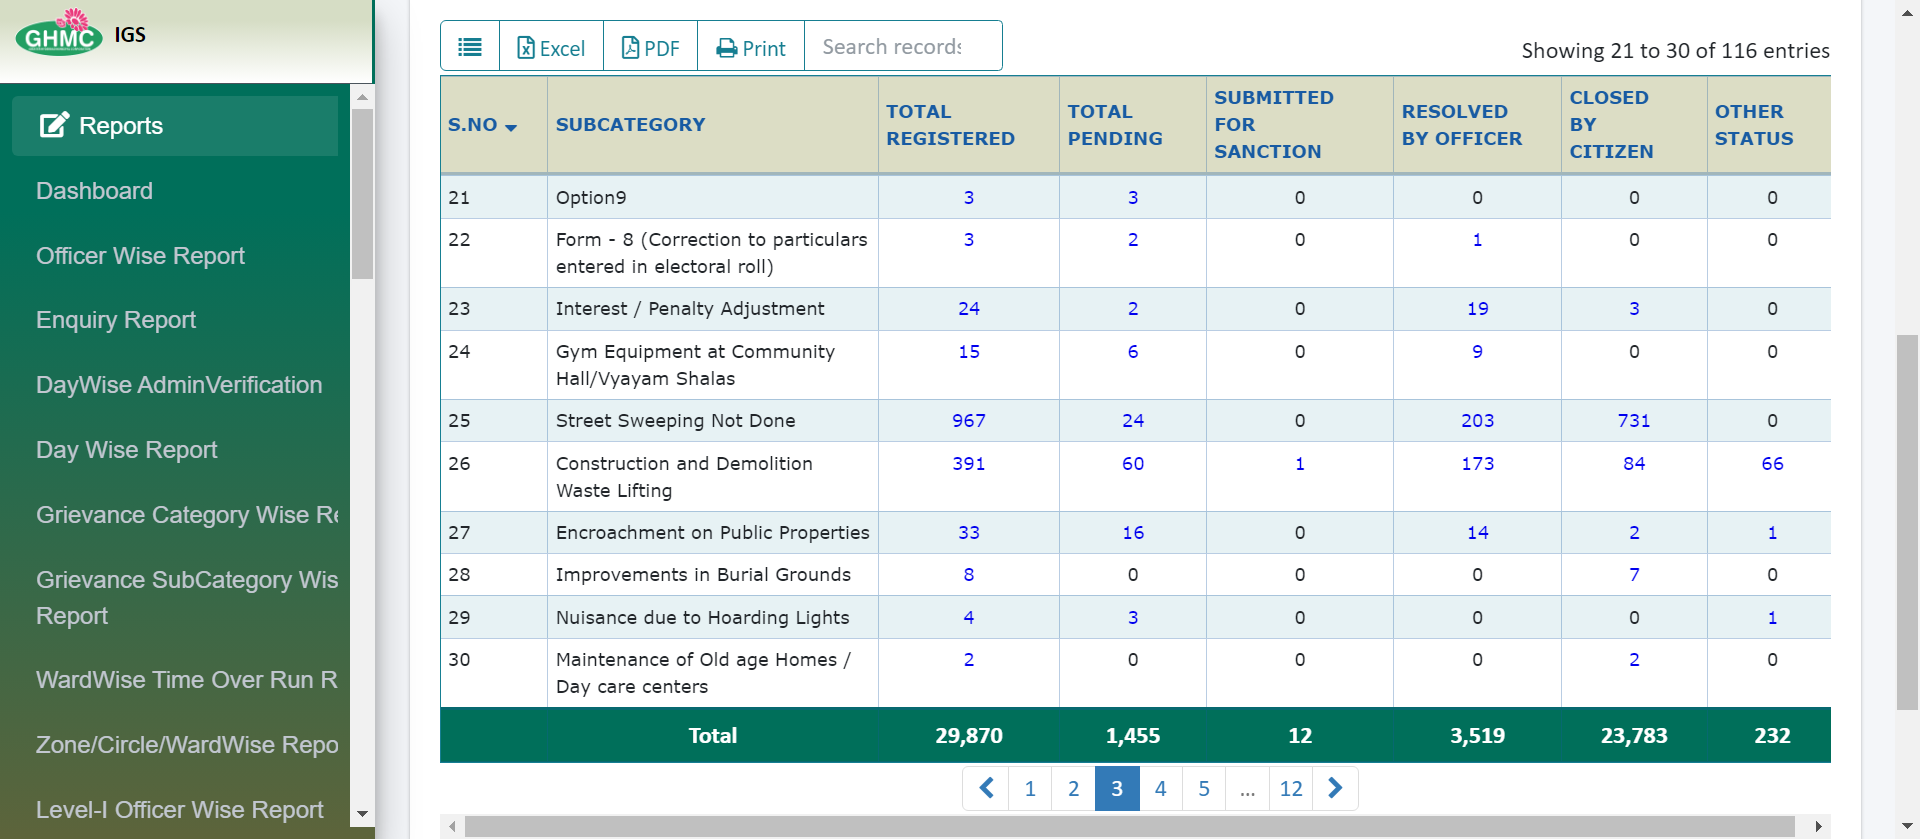 GHMC
IGS
Reports
Dashboard
Officer Wise Report
Enquiry Report
DayWise AdminVerification
Day Wise Report
Grievance Category Wise Re
Grievance SubCategory Wis
Report
WardWise Time Over Run R
Zone/Circle/WardWise Repo
Level-I Officer Wise Report
Excel PDF Print Search records
Showing 21 to 30 of 116 entries
S.NO SUBCATEGORY TOTAL REGISTERED TOTAL PENDING SUBMITTED FOR SANCTION RESOLVED BY OFFICER CLOSED BY CITIZEN OTHER STATUS
21 Option9 3 3 0 0 0 0
22 Form - 8 (Correction to particulars 3 2 0 1 0 0
entered in electoral roll)
23 Interest / Penalty Adjustment 24 2 0 19 3 0
24 Gym Equipment at Community 15 6 0 9 0 0
Hall/Vyayam Shalas
25 Street Sweeping Not Done 967 24 0 203 731 0
26 Construction and Demolition 391 60 1 173 84 66
Waste Lifting
27 Encroachment on Public Properties 33 16 0 14 2 1
28 Improvements in Burial Grounds 8 0 0 0 7 0
29 Nuisance due to Hoarding Lights 4 3 0 0 0 1
30 Maintenance of Old age Homes / 2 0 0 0 2 0
Day care centers
Total 29,870 1,455 12 3,519 23,783 232
1 2 3 4 5 ... 12